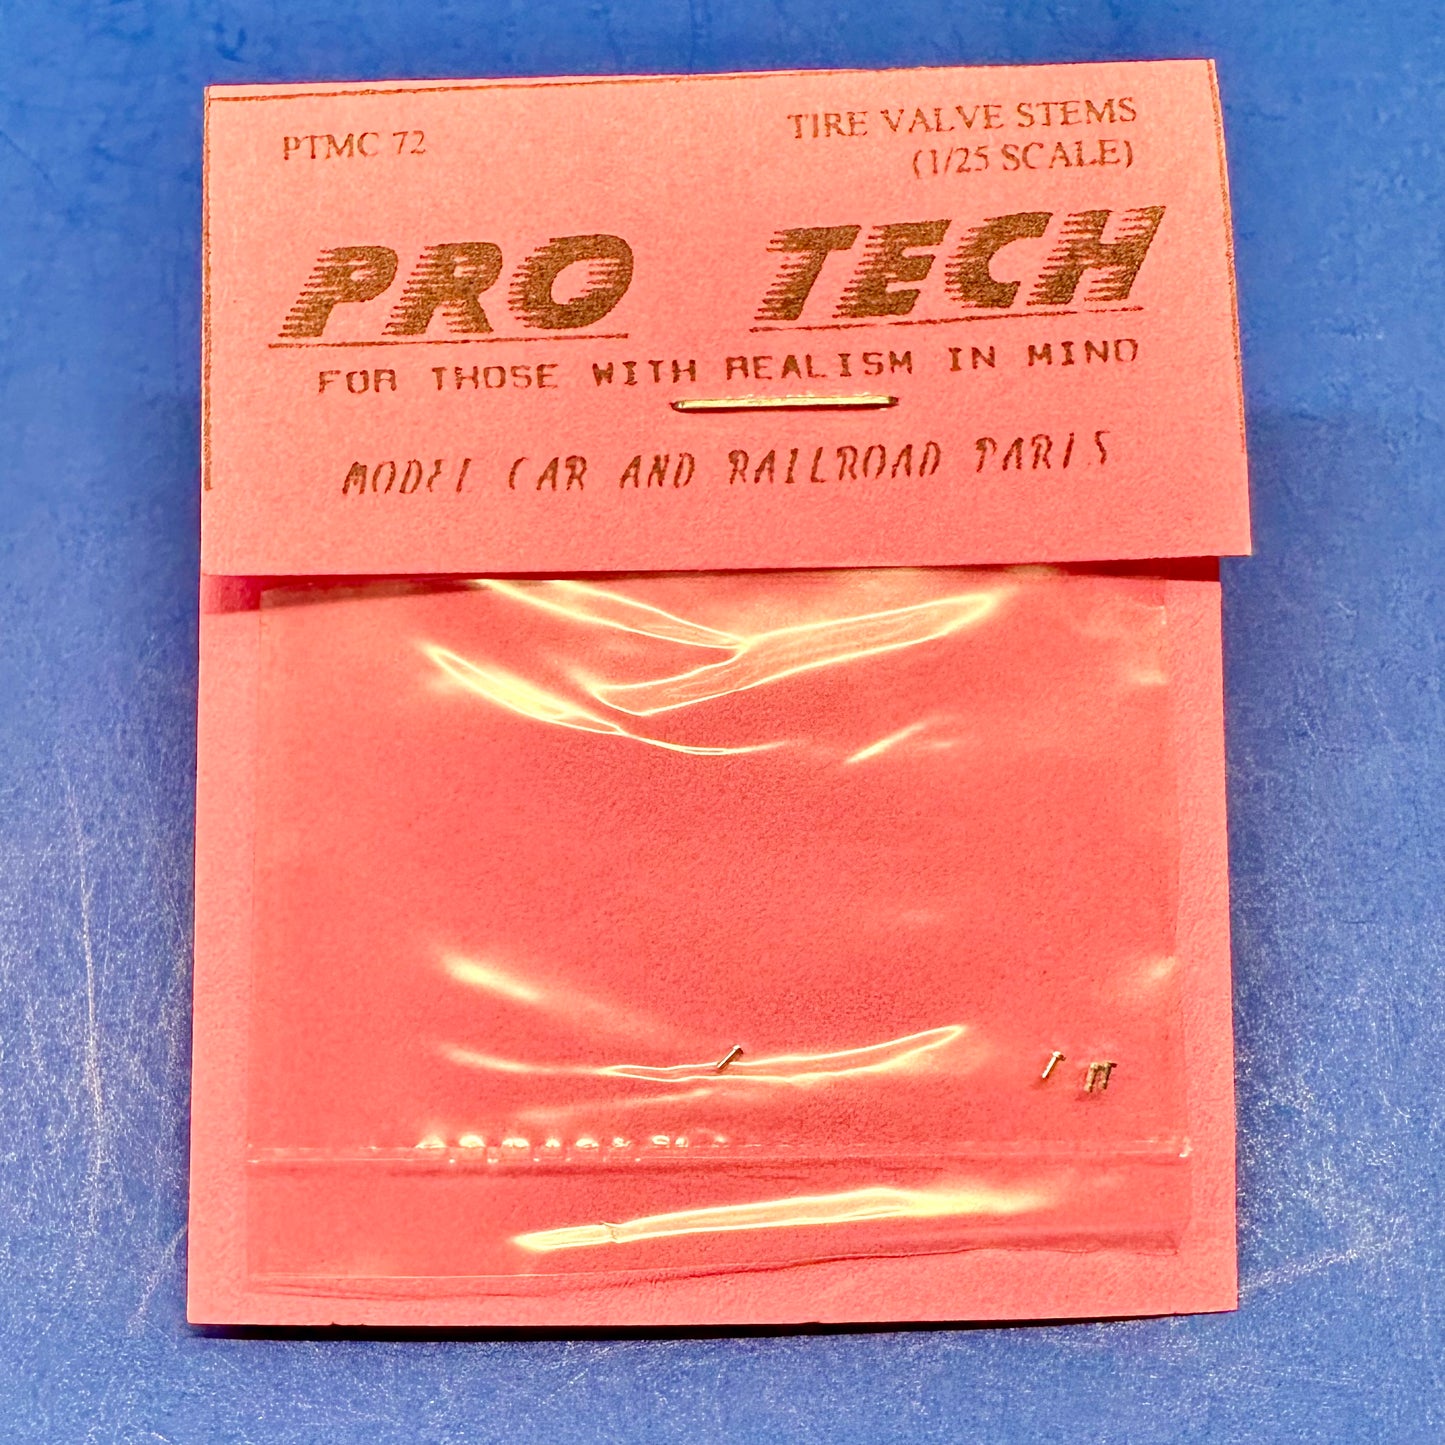 PTMC 72
TIRE VALVE STEMS
(1/25 SCALE)
PRO TECH
FOR THOSE WITH REALISM IN MIND
MODEL CAR AND RAILROAD PARTS